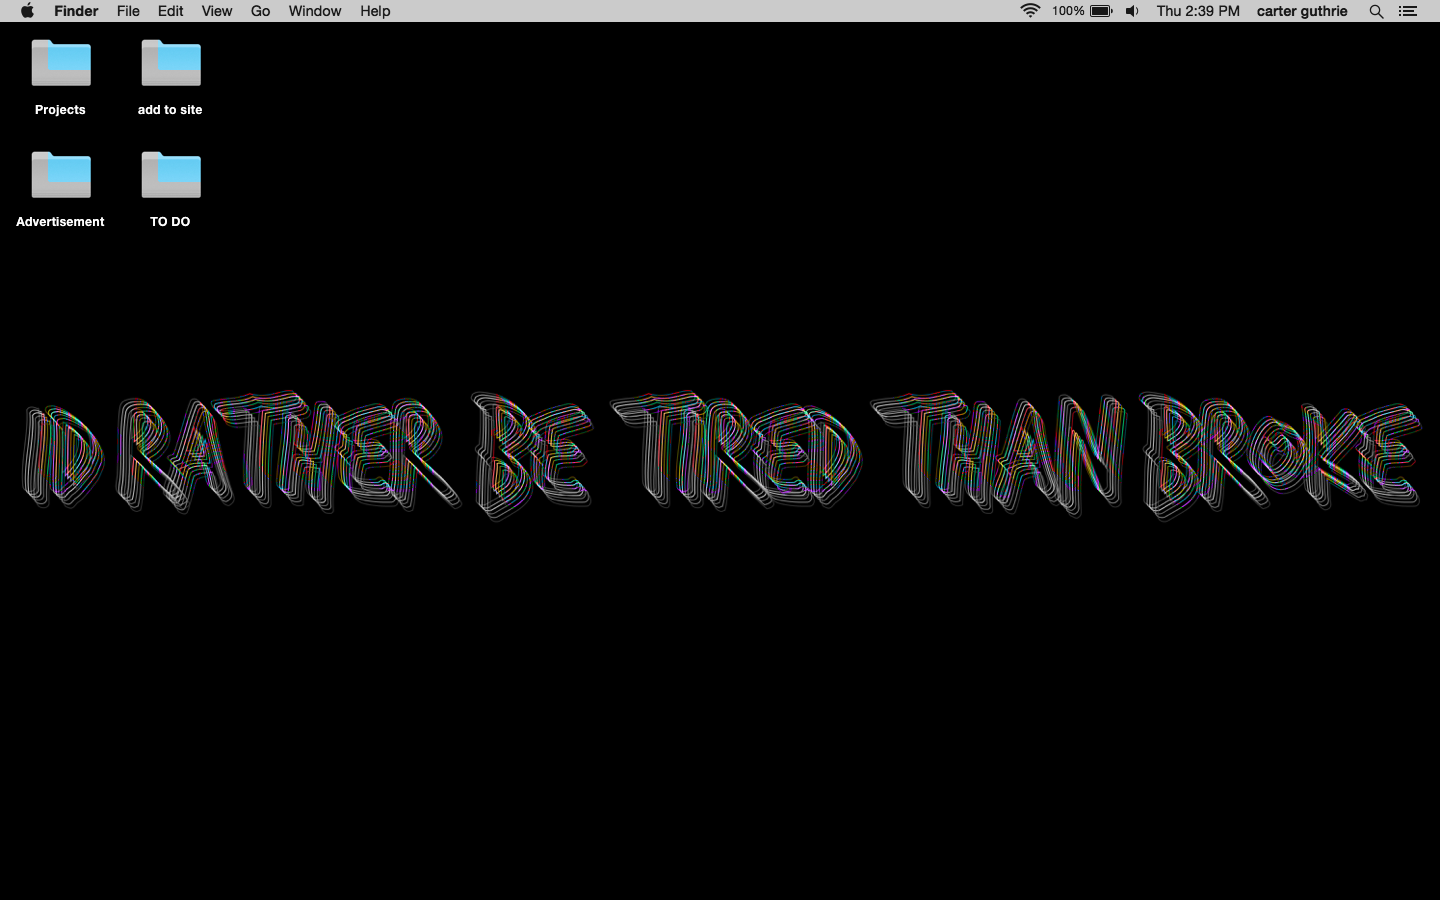 Finder File Edit View Go Window Help 100% Thu 2:39 PM carter guthrie
Projects add to site
Advertisement TO DO
ID RATHER BE TIRED THAN BROKE